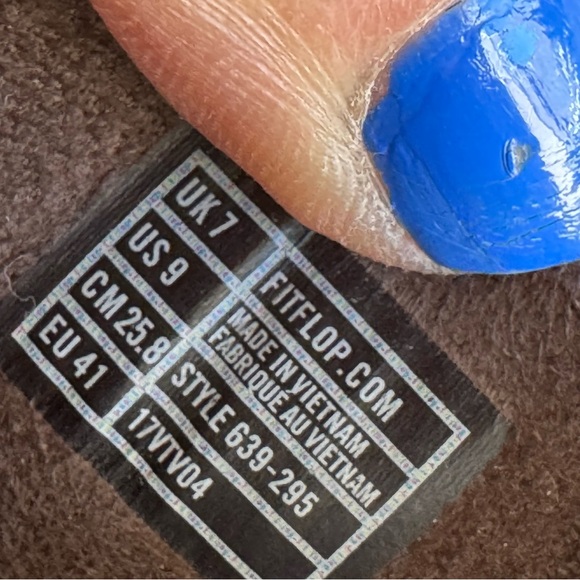 UK 7
US 9
CM 25.8
EU 41
FITFLOP.COM
MADE IN VIETNAM
FABRIQUE AU VIETNAM
STYLE 639-295
17VTV04